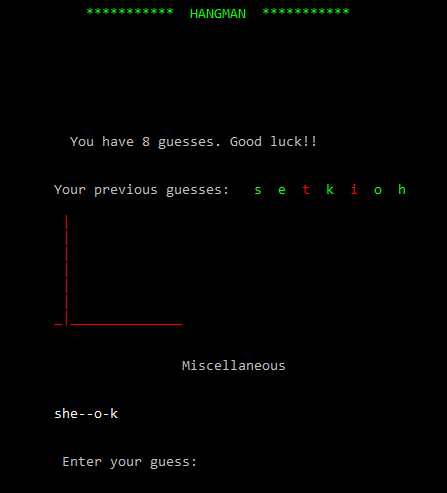 *********** HANGMAN ***********
You have 8 guesses. Good luck!!
Your previous guesses: s e t k i o h
Miscellaneous
she--o-k
Enter your guess: